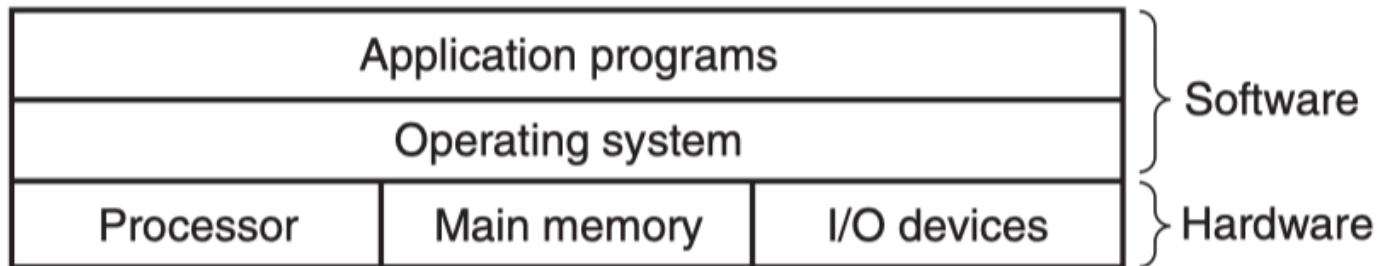 Application programs
Software
Operating system
Processor Main memory I/O devices Hardware